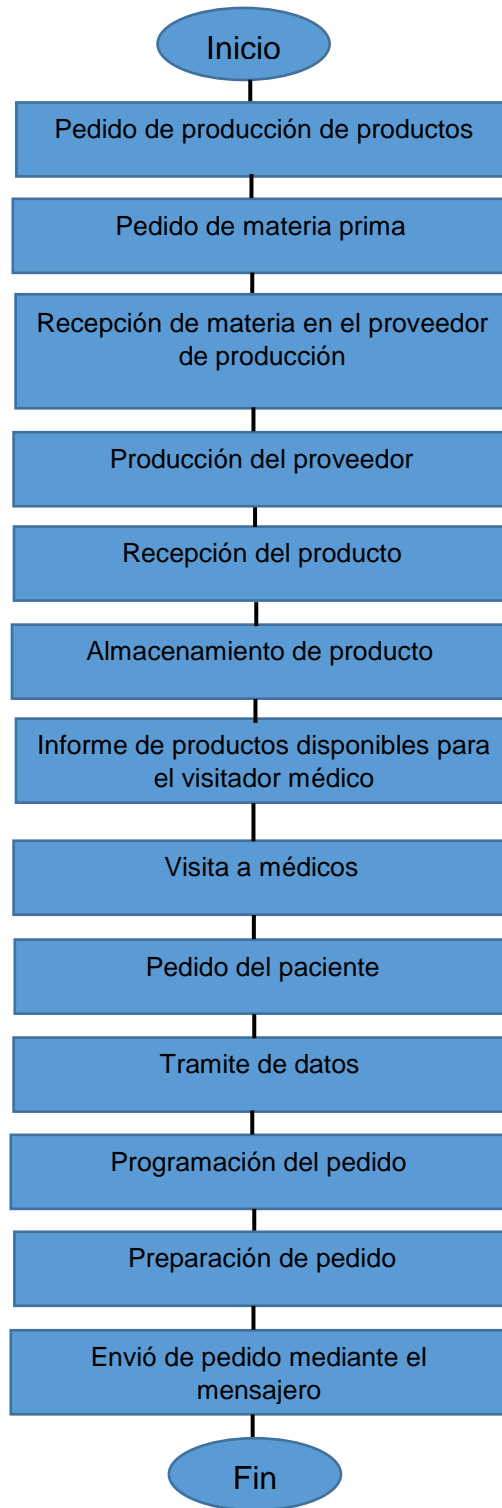 Inicio
Pedido de producción de productos
Pedido de materia prima
Recepción de materia en el proveedor
de producción
Producción del proveedor
Recepción del producto
Almacenamiento de producto
Informe de productos disponibles para
el visitador médico
Visita a médicos
Pedido del paciente
Tramite de datos
Programación del pedido
Preparación de pedido
Envió de pedido mediante el
mensajero
Fin